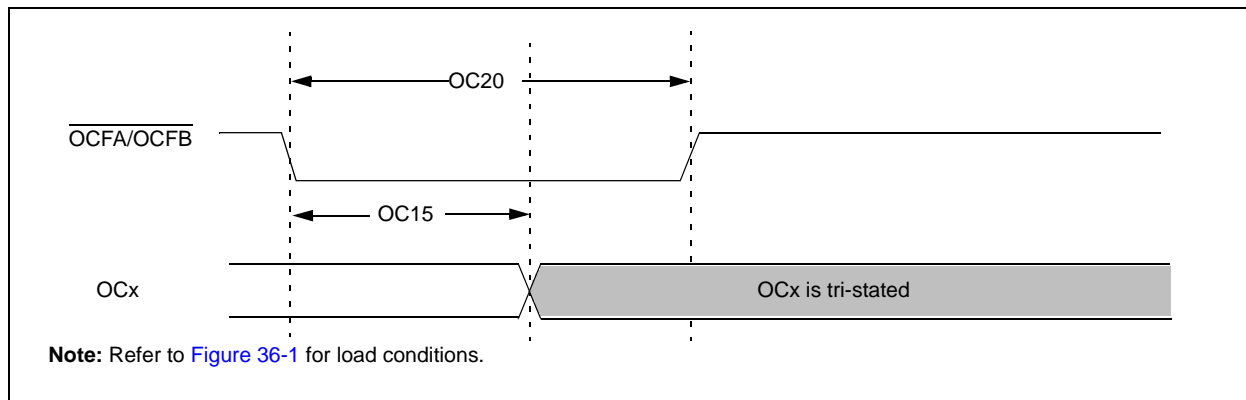 OC20
OCFA/OCFB
OC15
OCx
OCx is tri-stated
Note: Refer to Figure 36-1 for load conditions.